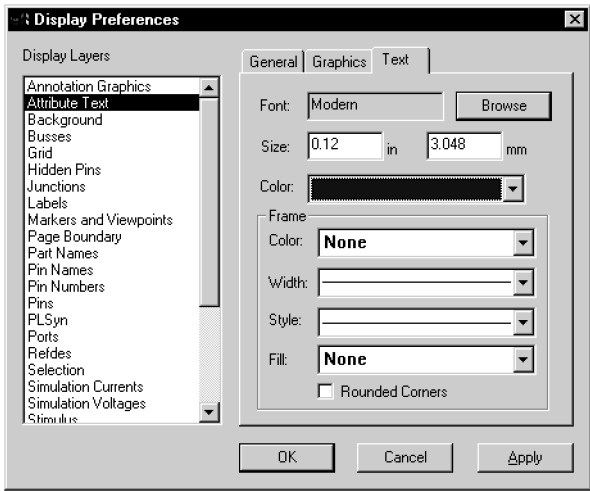 Display Preferences
Display Layers
Annotation Graphics
Attribute Text
Background
Busses
Grid
Hidden Pins
Junctions
Labels
Markers and Viewpoints
Page Boundary
Part Names
Pin Names
Pin Numbers
Pins
PLSyn
Ports
Refdes
Selection
Simulation Currents
Simulation Voltages
Stimulus
General Graphics Text
Font: Modern Browse
Size: 0.12 in 3.048 mm
Color:
Frame
Color: None
Width:
Style:
Fill: None
Rounded Corners
OK Cancel Apply